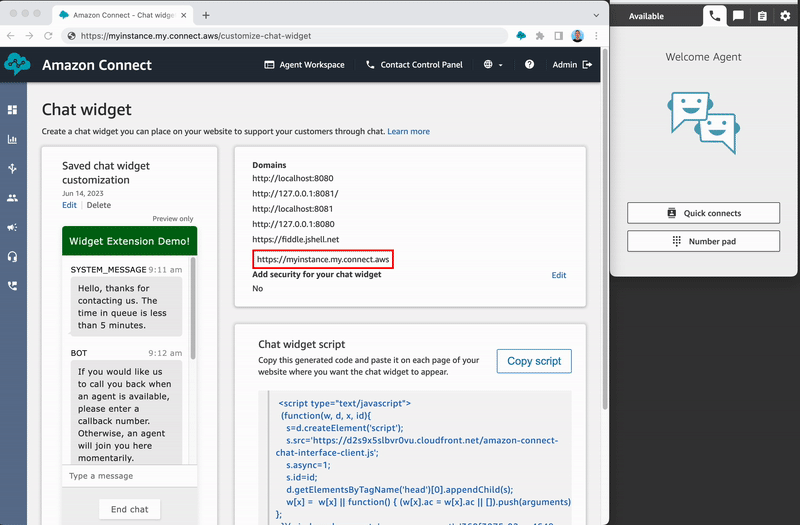 Amazon Connect - Chat widge
https://myinstance.my.connect.aws/customize-chat-widget
Amazon Connect
Agent Workspace
Contact Control Panel
Admin
Chat widget
Create a chat widget you can place on your website to support your customers through chat. Learn more
Saved chat widget
customization
Jun 14, 2023
Edit | Delete
Preview only
Widget Extension Demo!
SYSTEM_MESSAGE 9:11 am
Hello, thanks for
contacting us. The
time in queue is less
than 5 minutes.
BOT 9:12 am
If you would like us
to call you back when
an agent is available,
please enter a
callback number.
Otherwise, an agent
will join you here
momentarily.
Type a message
End chat
Domains
http://localhost:8080
http://127.0.0.1:8081/
http://localhost:8081
http://127.0.0.1:8080
https://fiddle.jshell.net
https://myinstance.my.connect.aws
Add security for your chat widget
Edit
No
Chat widget script
Copy this generated code and paste it on each page of your
website where you want the chat widget to appear.
Copy script
<script type="text/javascript">
(function(w, d, x, id){
s=d.createElement('script');
s.src='https://d2s9x5slbvr0vu.cloudfront.net/amazon-connect-
chat-interface-client.js';
s.async=1;
s.id=id;
d.getElementsByTagName('head')[0].appendChild(s);
w[x] = w[x] || function() { (w[x].ac = w[x].ac || []).push(arguments)
};
Available
Welcome Agent
Quick connects
Number pad